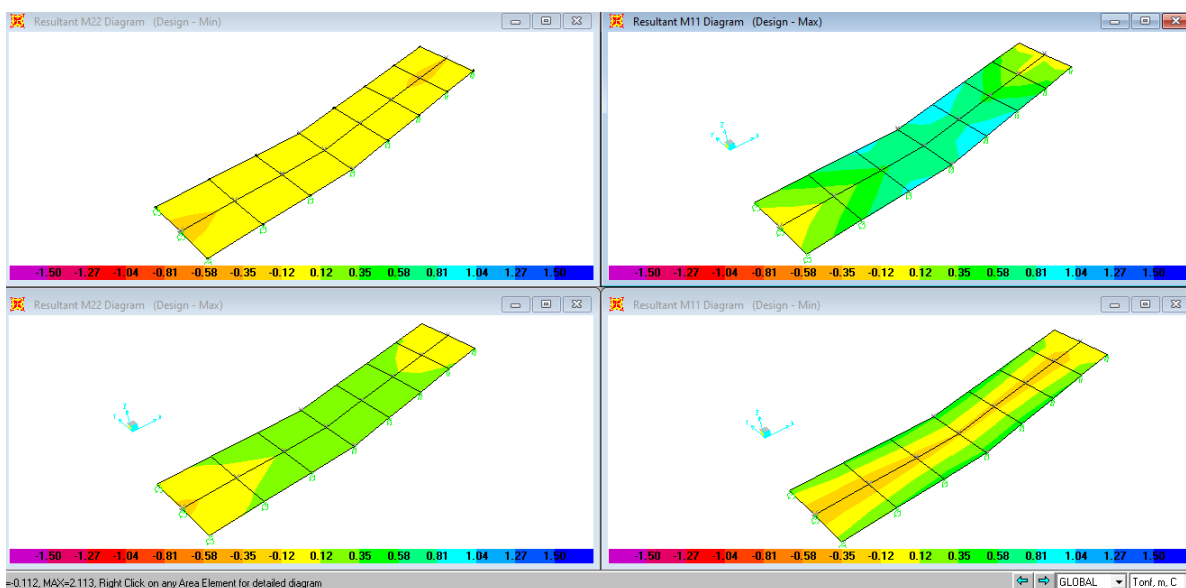 Resultant M22 Diagram (Design - Min)
-1.50 -1.27 -1.04 -0.81 -0.58 -0.35 -0.12 0.12 0.35 0.58 0.81 1.04 1.27 1.50
Resultant M11 Diagram (Design - Max)
Z
Y X
-1.50 -1.27 -1.04 -0.81 -0.58 -0.35 -0.12 0.12 0.35 0.58 0.81 1.04 1.27 1.50
Resultant M22 Diagram (Design - Max)
Z
Y X
-1.50 -1.27 -1.04 -0.81 -0.58 -0.35 -0.12 0.12 0.35 0.58 0.81 1.04 1.27 1.50
Resultant M11 Diagram (Design - Min)
Z
Y X
-1.50 -1.27 -1.04 -0.81 -0.58 -0.35 -0.12 0.12 0.35 0.58 0.81 1.04 1.27 1.50
=-0.112, MAX=2.113, Right Click on any Area Element for detailed diagram
GLOBAL Tonf, m, C